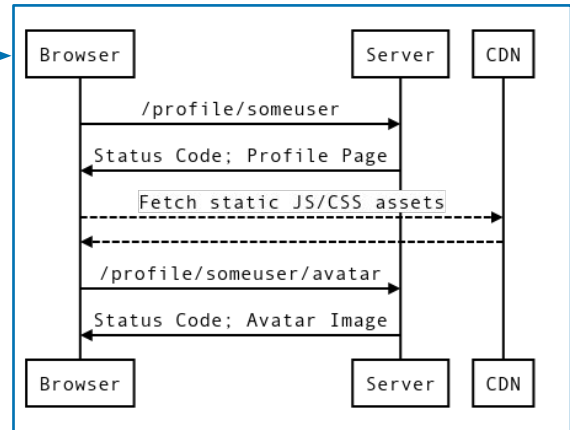 Browser Server CDN
/profile/someuser
Status Code; Profile Page
Fetch static JS/CSS assets
/profile/someuser/avatar
Status Code; Avatar Image
Browser Server CDN